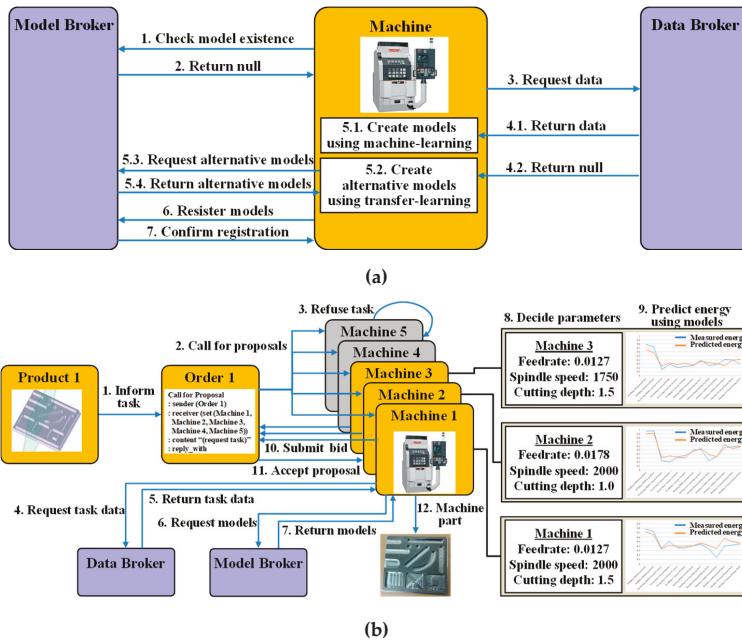 Model Broker
Machine
Data Broker
1. Check model existence
2. Return null
3. Request data
4.1. Return data
5.1. Create models
using machine-learning
5.3. Request alternative models
5.4. Return alternative models
5.2. Create
alternative models
using transfer-learning
4.2. Return null
6. Resister models
7. Confirm registration
(a)
3. Refuse task
2. Call for proposals
Machine 5
Machine 4
Machine 3
Machine 2
Machine 1
8. Decide parameters
9. Predict energy
using models
Product 1
1. Inform
task
Order 1
Call for Proposal
: sender (Order 1)
: receiver (set (Machine 1,
Machine 2, Machine 3,
Machine 4, Machine 5))
: content "(request task)"
: reply_with
10. Submit bid
11. Accept proposal
4. Request task data
5. Return task data
6. Request models
7. Return models
12. Machine
part
Data Broker
Model Broker
Machine 3
Feedrate: 0.0127
Spindle speed: 1750
Cutting depth: 1.5
Measured energy
Predicted energy
Machine 2
Feedrate: 0.0178
Spindle speed: 2000
Cutting depth: 1.0
Measured energy
Predicted energy
Machine 1
Feedrate: 0.0127
Spindle speed: 2000
Cutting depth: 1.5
Measured energy
Predicted energy
(b)